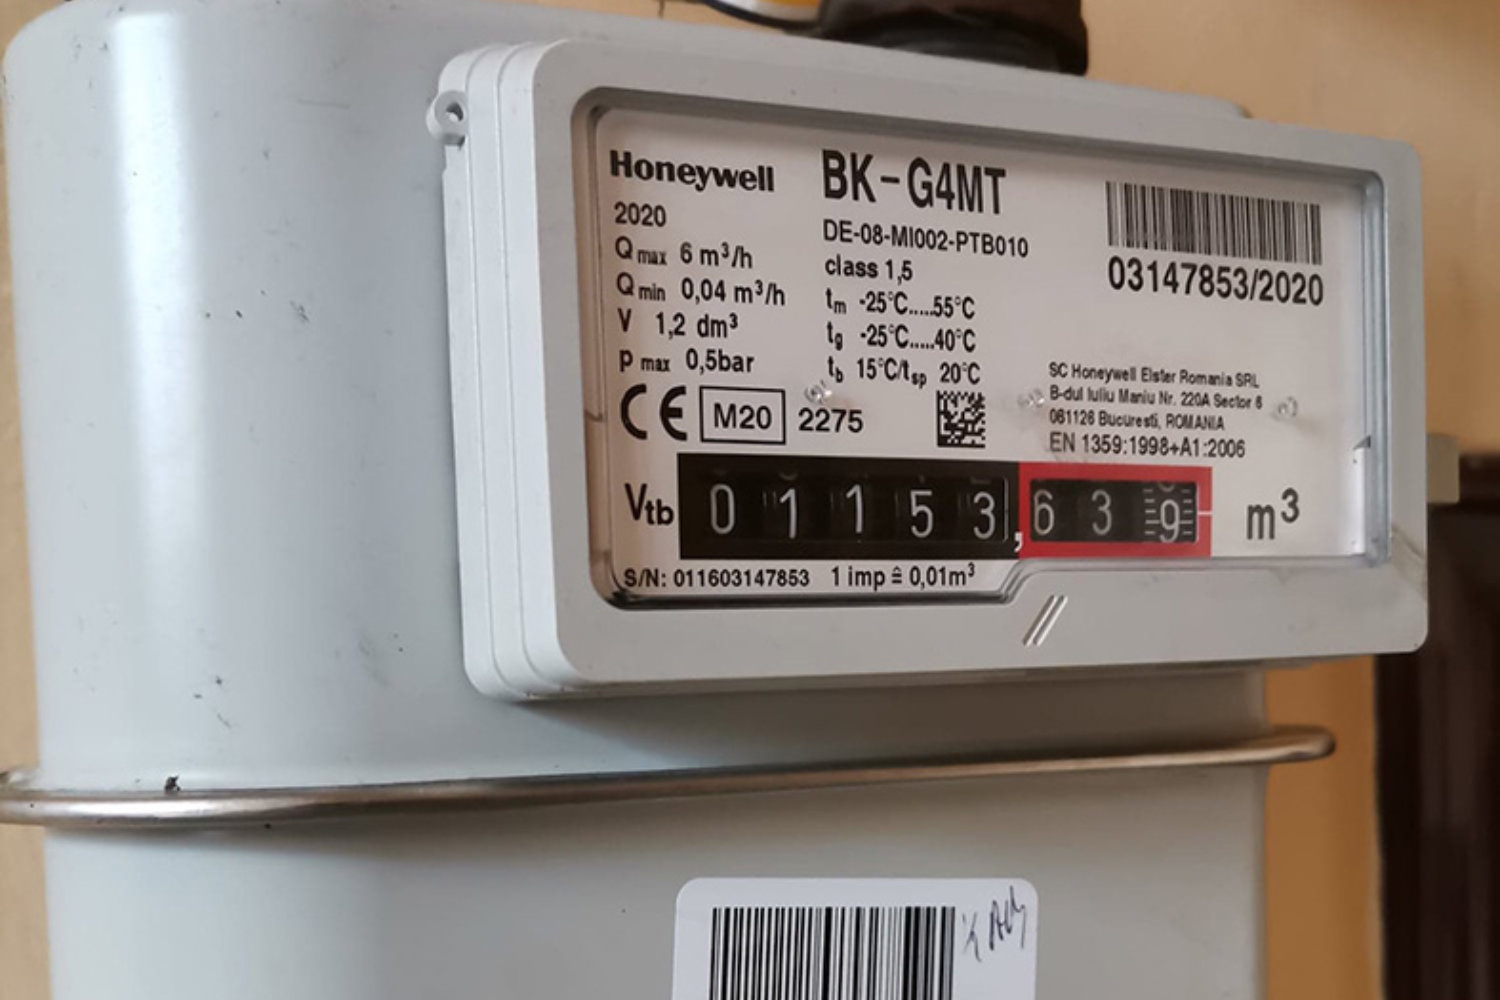 Honeywell
2020
Qmax 6 m³/h
Qmin 0,04 m³/h
V 1,2 dm³
pmax 0,5bar
CE M20 2275
BK-G4MT
DE-08-MI002-PTB010
class 1,5
tm -25°C.....55°C
tg -25°C.....40°C
tb 15°C/tsp 20°C
03147853/2020
SC Honeywell Elster Romania SRL
B-dul Iuliu Maniu Nr. 220A Sector 6
061126 Bucuresti, ROMANIA
EN 1359:1998+A1:2006
Vtb 01153,639 m³
S/N: 011603147853 1 imp ≙ 0,01m³